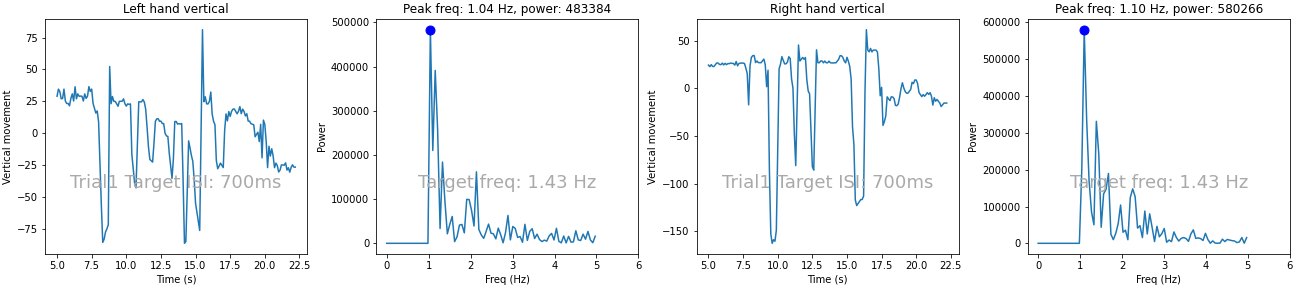 Left hand vertical
Vertical movement
75
50
25
0
−25
−50
−75
Trial1 Target ISI: 700ms
5.0 7.5 10.0 12.5 15.0 17.5 20.0 22.5
Time (s)
Peak freq: 1.04 Hz, power: 483384
Power
500000
400000
300000
200000
100000
0
Target freq: 1.43 Hz
0 1 2 3 4 5 6
Freq (Hz)
Right hand vertical
Vertical movement
50
0
−50
−100
−150
Trial1 Target ISI: 700ms
5.0 7.5 10.0 12.5 15.0 17.5 20.0 22.5
Time (s)
Peak freq: 1.10 Hz, power: 580266
Power
600000
500000
400000
300000
200000
100000
0
Target freq: 1.43 Hz
0 1 2 3 4 5 6
Freq (Hz)